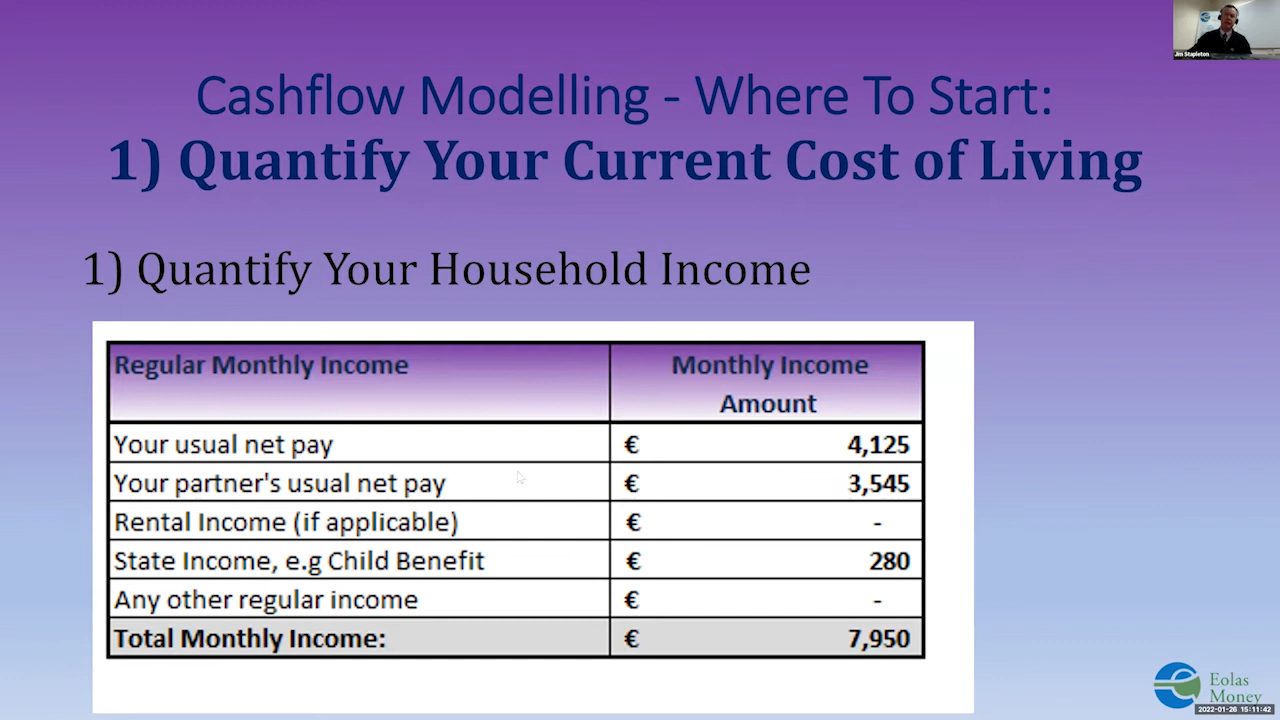 Jim Stapleton
Cashflow Modelling - Where To Start:
1) Quantify Your Current Cost of Living
1) Quantify Your Household Income
Regular Monthly Income Monthly Income
Amount
Your usual net pay € 4,125
Your partner's usual net pay € 3,545
Rental Income (if applicable) € -
State Income, e.g Child Benefit € 280
Any other regular income € -
Total Monthly Income: € 7,950
Eolas
Money
2022-01-26 15:11:42